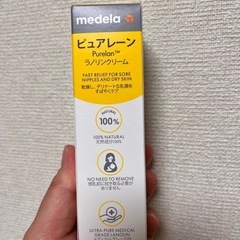 medela
ピュアレーン
Purelan™
ラノリンクリーム
FAST RELIEF FOR SORE
NIPPLES AND DRY SKIN
乾燥し、デリケートな乳頭を
すばやくケア
NATURAL
100%
100% NATURAL
天然成分100%
NO NEED TO REMOVE
授乳前に拭き取る必要が
ありません。
ULTRA-PURE MEDICAL
GRADE LANOLIN